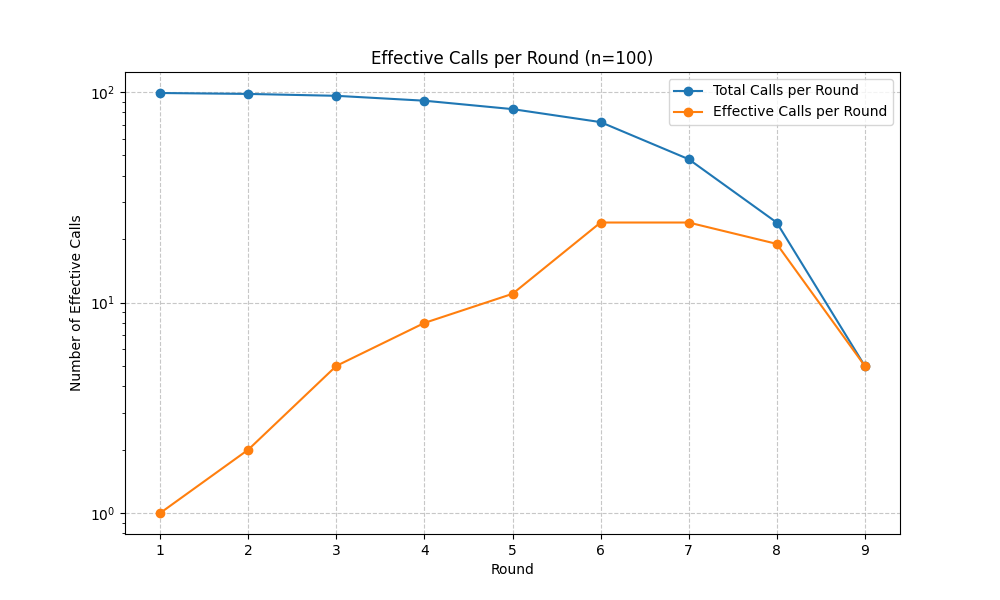 Effective Calls per Round (n=100)
Total Calls per Round
Effective Calls per Round
Number of Effective Calls
10²
10¹
10⁰
1 2 3 4 5 6 7 8 9
Round